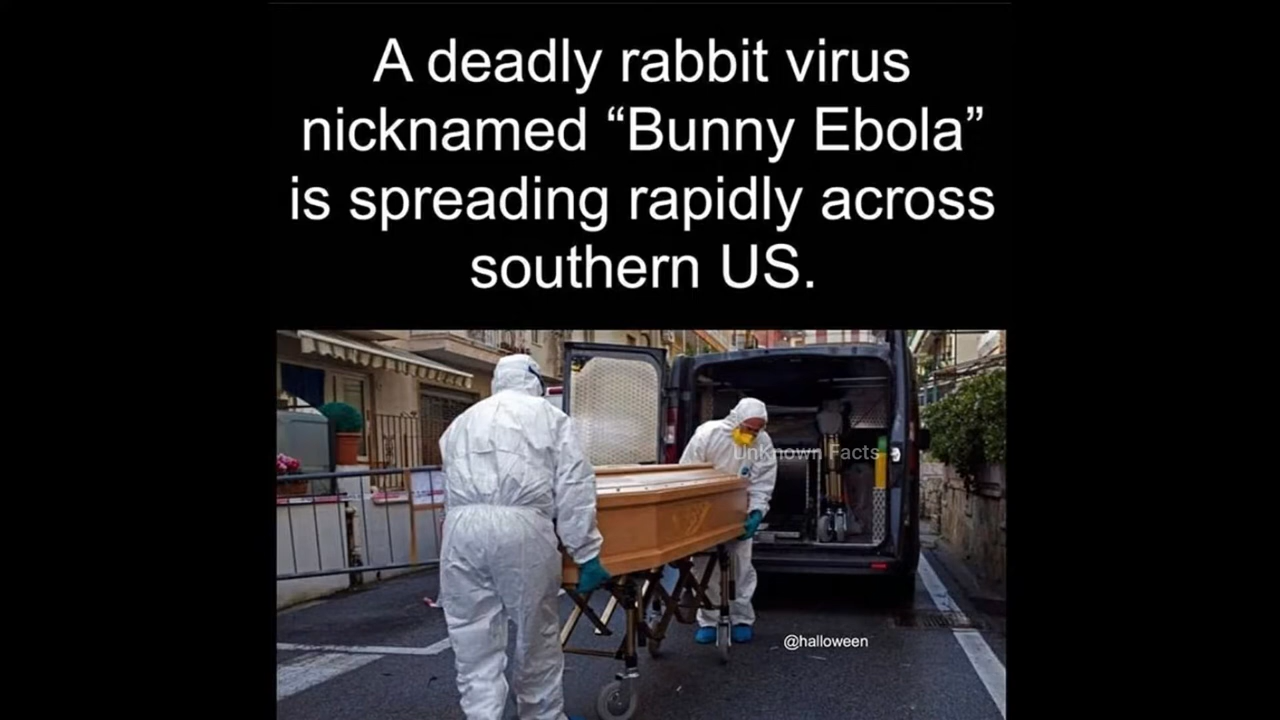 A deadly rabbit virus
nicknamed “Bunny Ebola”
is spreading rapidly across
southern US.
Unknown Facts
@halloween